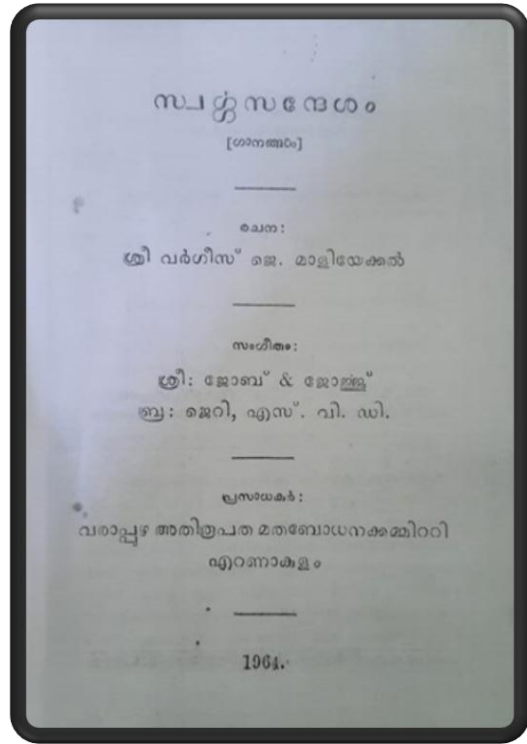 സ്വൎഗ്ഗസന്ദേശം
[ഗാനങ്ങൾ]
രചന:
ശ്രീ വർഗീസ് ജെ. മാളിയേക്കൽ
സംഗീതം:
ശ്രീ: ജോബ് & ജോർജ്ജ്
ബ്ര: ജെറി, എസ്. വി. ഡി.
പ്രസാധകർ:
വരാപ്പുഴ അതിരൂപത മതബോധനക്കമ്മിററി
എറണാകുളം
1964.